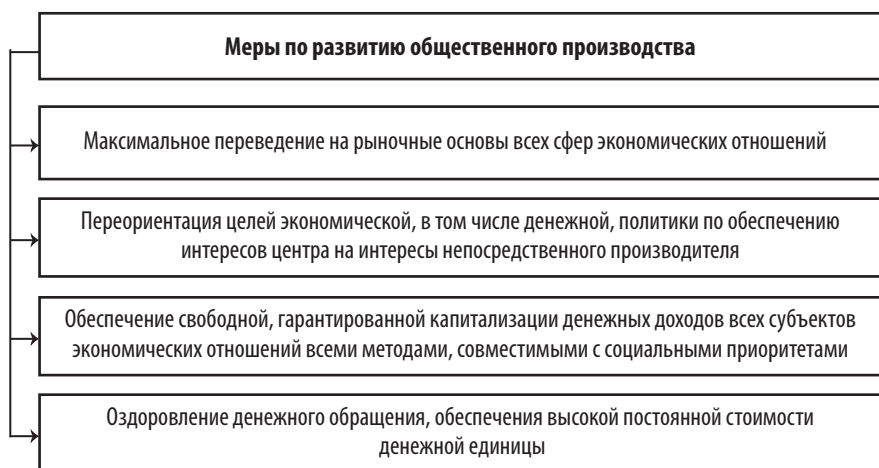 Меры по развитию общественного производства
Максимальное переведение на рыночные основы всех сфер экономических отношений
Переориентация целей экономической, в том числе денежной, политики по обеспечению
интересов центра на интересы непосредственного производителя
Обеспечение свободной, гарантированной капитализации денежных доходов всех субъектов
экономических отношений всеми методами, совместимыми с социальными приоритетами
Оздоровление денежного обращения, обеспечения высокой постоянной стоимости
денежной единицы